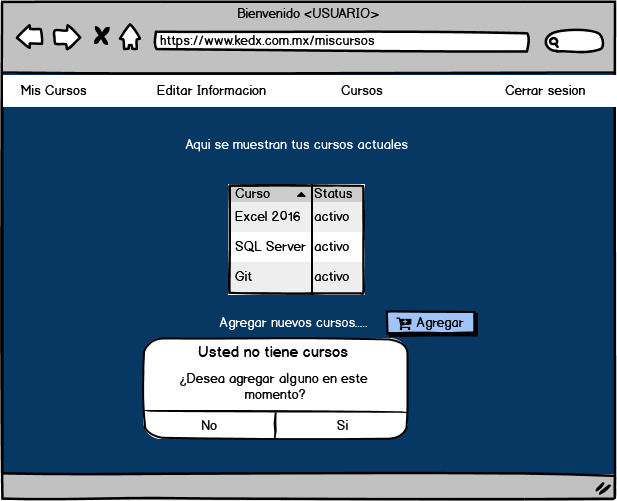 Bienvenido <USUARIO>
https://www.kedx.com.mx/miscursos
Mis Cursos Editar Informacion Cursos Cerrar sesion
Aqui se muestran tus cursos actuales
Curso Status
Excel 2016 activo
SQL Server activo
Git activo
Agregar nuevos cursos..... Agregar
Usted no tiene cursos
¿Desea agregar alguno en este
momento?
No Si